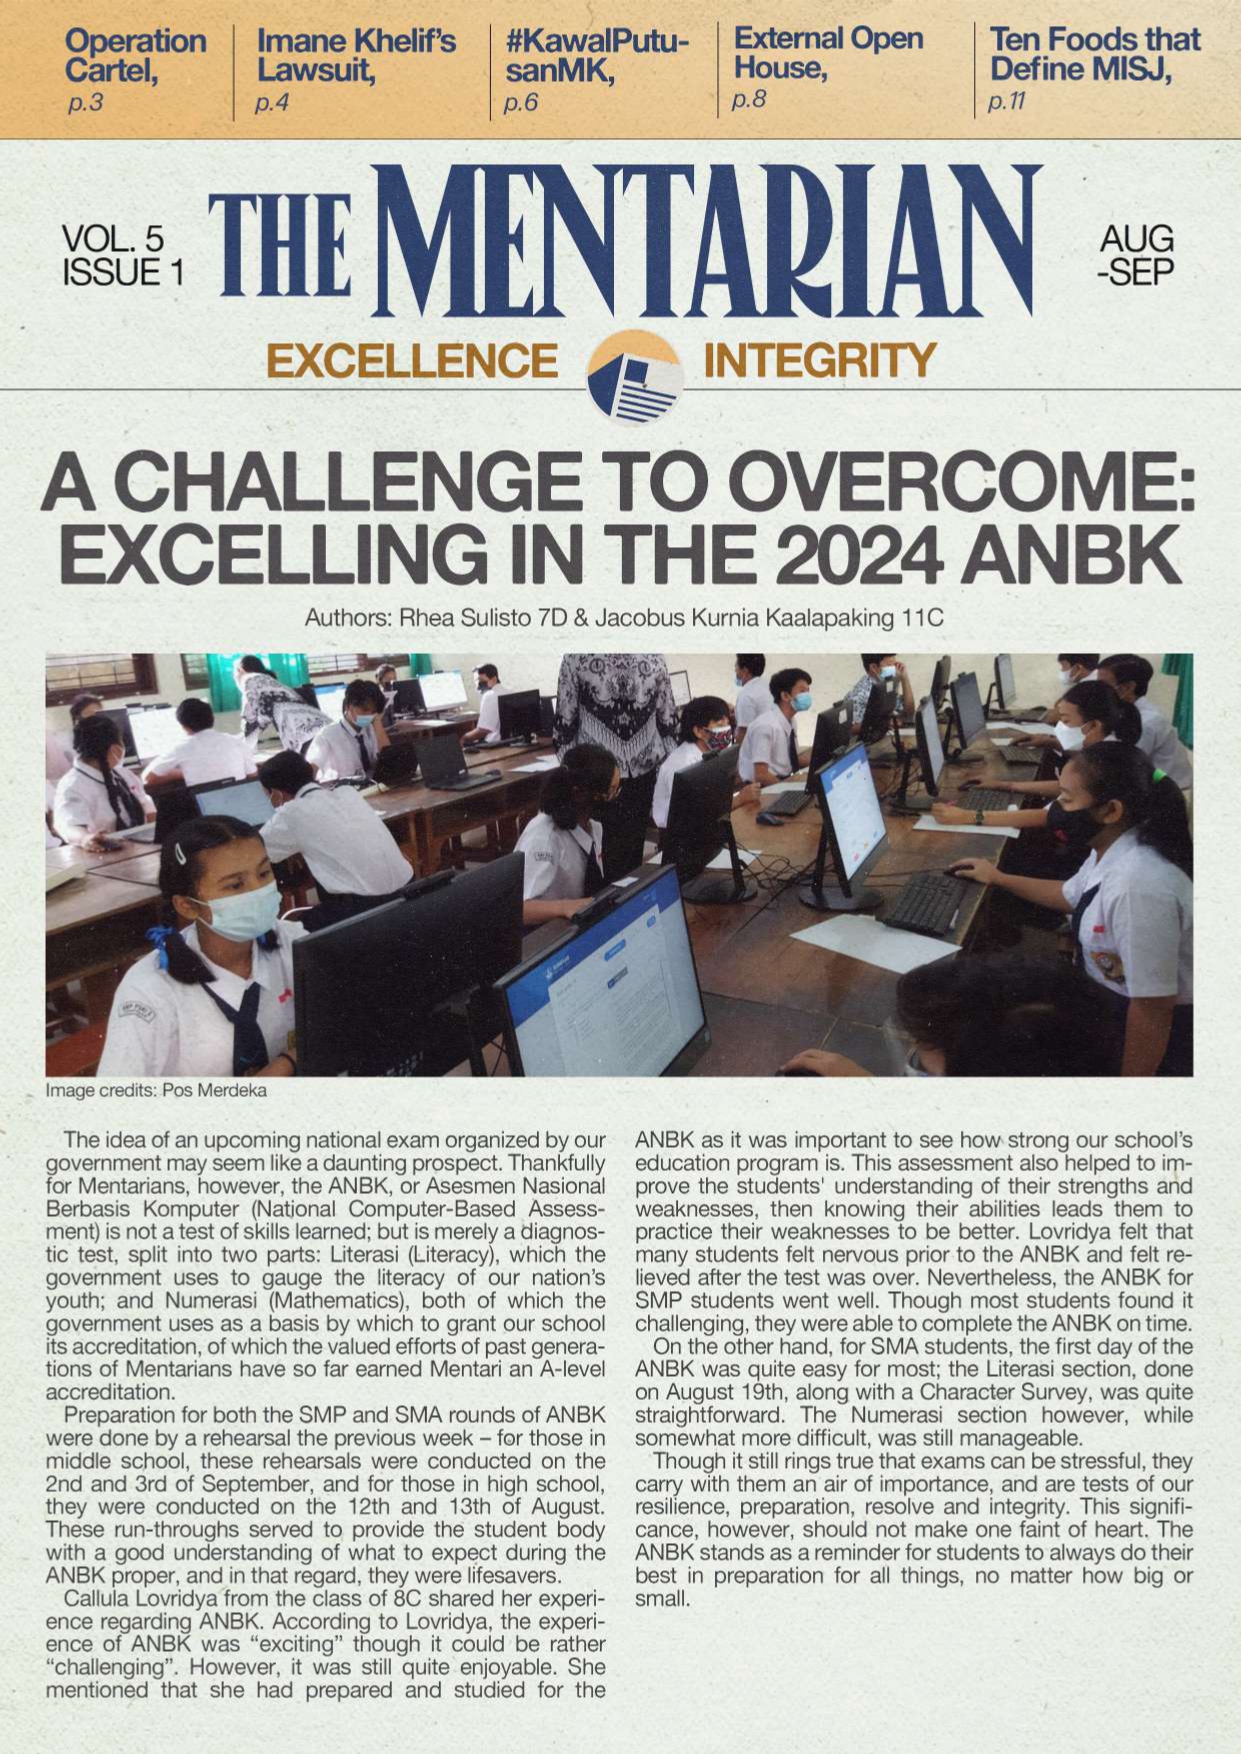 Operation
Cartel,
p.3
Imane Khelif's
Lawsuit,
p.4
#KawalPutu-
sanMK,
p.6
External Open
House,
p.8
Ten Foods that
Define MISJ,
p.11
VOL. 5
ISSUE 1
THE MENTARIAN
AUG
-SEP
EXCELLENCE INTEGRITY
A CHALLENGE TO OVERCOME:
EXCELLING IN THE 2024 ANBK
Authors: Rhea Sulisto 7D & Jacobus Kurnia Kaalapaking 11C
Image credits: Pos Merdeka
The idea of an upcoming national exam organized by our
government may seem like a daunting prospect. Thankfully
for Mentarians, however, the ANBK, or Asesmen Nasional
Berbasis Komputer (National Computer-Based Assess-
ment) is not a test of skills learned; but is merely a diagnos-
tic test, split into two parts: Literasi (Literacy), which the
government uses to gauge the literacy of our nation's
youth; and Numerasi (Mathematics), both of which the
government uses as a basis by which to grant our school
its accreditation, of which the valued efforts of past genera-
tions of Mentarians have so far earned Mentari an A-level
accreditation.
Preparation for both the SMP and SMA rounds of ANBK
were done by a rehearsal the previous week – for those in
middle school, these rehearsals were conducted on the
2nd and 3rd of September, and for those in high school,
they were conducted on the 12th and 13th of August.
These run-throughs served to provide the student body
with a good understanding of what to expect during the
ANBK proper, and in that regard, they were lifesavers.
Callula Lovridya from the class of 8C shared her experi-
ence regarding ANBK. According to Lovridya, the experi-
ence of ANBK was “exciting” though it could be rather
“challenging”. However, it was still quite enjoyable. She
mentioned that she had prepared and studied for the
ANBK as it was important to see how strong our school's
education program is. This assessment also helped to im-
prove the students' understanding of their strengths and
weaknesses, then knowing their abilities leads them to
practice their weaknesses to be better. Lovridya felt that
many students felt nervous prior to the ANBK and felt re-
lieved after the test was over. Nevertheless, the ANBK for
SMP students went well. Though most students found it
challenging, they were able to complete the ANBK on time.
On the other hand, for SMA students, the first day of the
ANBK was quite easy for most; the Literasi section, done
on August 19th, along with a Character Survey, was quite
straightforward. The Numerasi section however, while
somewhat more difficult, was still manageable.
Though it still rings true that exams can be stressful, they
carry with them an air of importance, and are tests of our
resilience, preparation, resolve and integrity. This signifi-
cance, however, should not make one faint of heart. The
ANBK stands as a reminder for students to always do their
best in preparation for all things, no matter how big or
small.